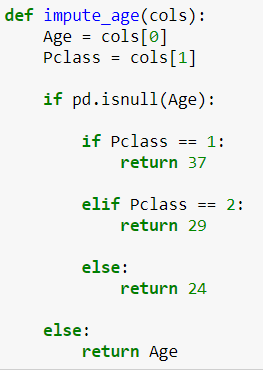 def impute_age(cols):
    Age = cols[0]
    Pclass = cols[1]

    if pd.isnull(Age):

        if Pclass == 1:
            return 37

        elif Pclass == 2:
            return 29

        else:
            return 24

    else:
        return Age